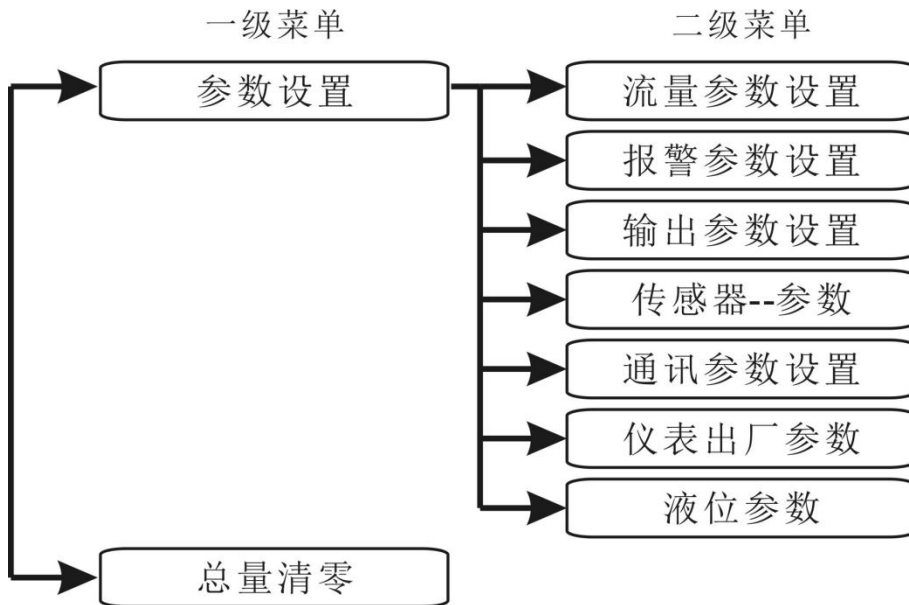 一级菜单
二级菜单
参数设置
流量参数设置
报警参数设置
输出参数设置
传感器--参数
通讯参数设置
仪表出厂参数
液位参数
总量清零